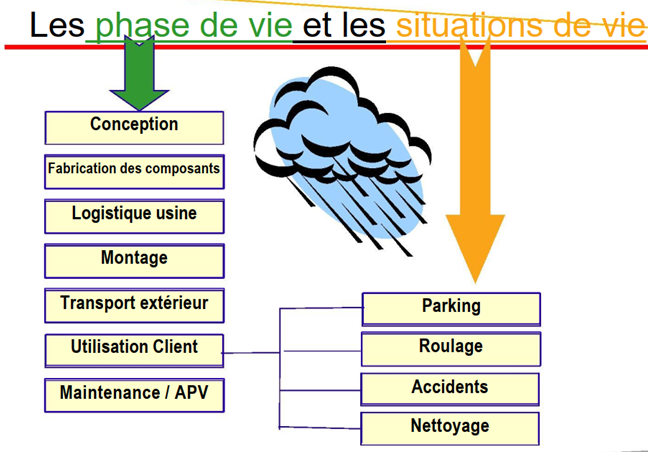 Les phase de vie et les situations de vie
Conception
Fabrication des composants
Logistique usine
Montage
Transport extérieur
Utilisation Client
Maintenance / APV
Parking
Roulage
Accidents
Nettoyage